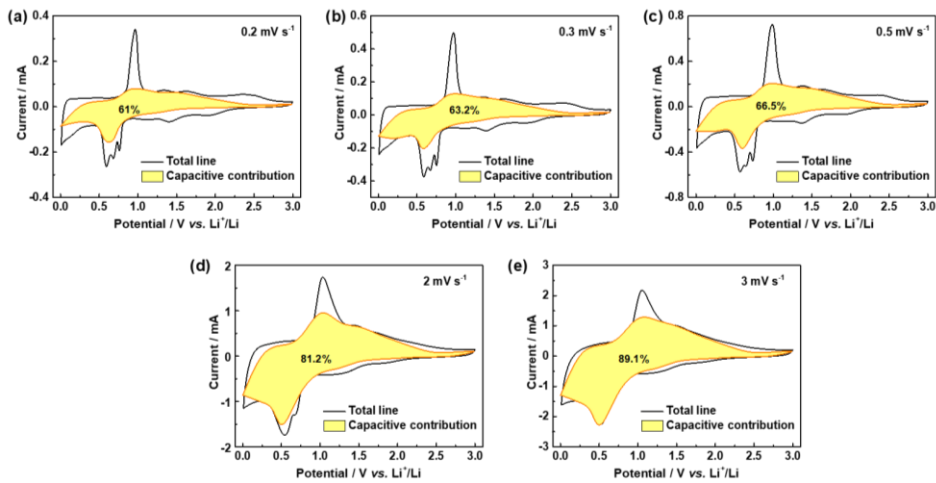 (a)
0.2 mV s⁻¹
Current / mA
0.4
0.2
0.0
-0.2
-0.4
61%
Total line
Capacitive contribution
0.0 0.5 1.0 1.5 2.0 2.5 3.0
Potential / V vs. Li⁺/Li
(b)
0.3 mV s⁻¹
Current / mA
0.6
0.4
0.2
0.0
-0.2
-0.4
-0.6
63.2%
Total line
Capacitive contribution
0.0 0.5 1.0 1.5 2.0 2.5 3.0
Potential / V vs. Li⁺/Li
(c)
0.5 mV s⁻¹
Current / mA
0.8
0.4
0.0
-0.4
-0.8
66.5%
Total line
Capacitive contribution
0.0 0.5 1.0 1.5 2.0 2.5 3.0
Potential / V vs. Li⁺/Li
(d)
2 mV s⁻¹
Current / mA
2
1
0
-1
-2
81.2%
Total line
Capacitive contribution
0.0 0.5 1.0 1.5 2.0 2.5 3.0
Potential / V vs. Li⁺/Li
(e)
3 mV s⁻¹
Current / mA
3
2
1
0
-1
-2
-3
89.1%
Total line
Capacitive contribution
0.0 0.5 1.0 1.5 2.0 2.5 3.0
Potential / V vs. Li⁺/Li